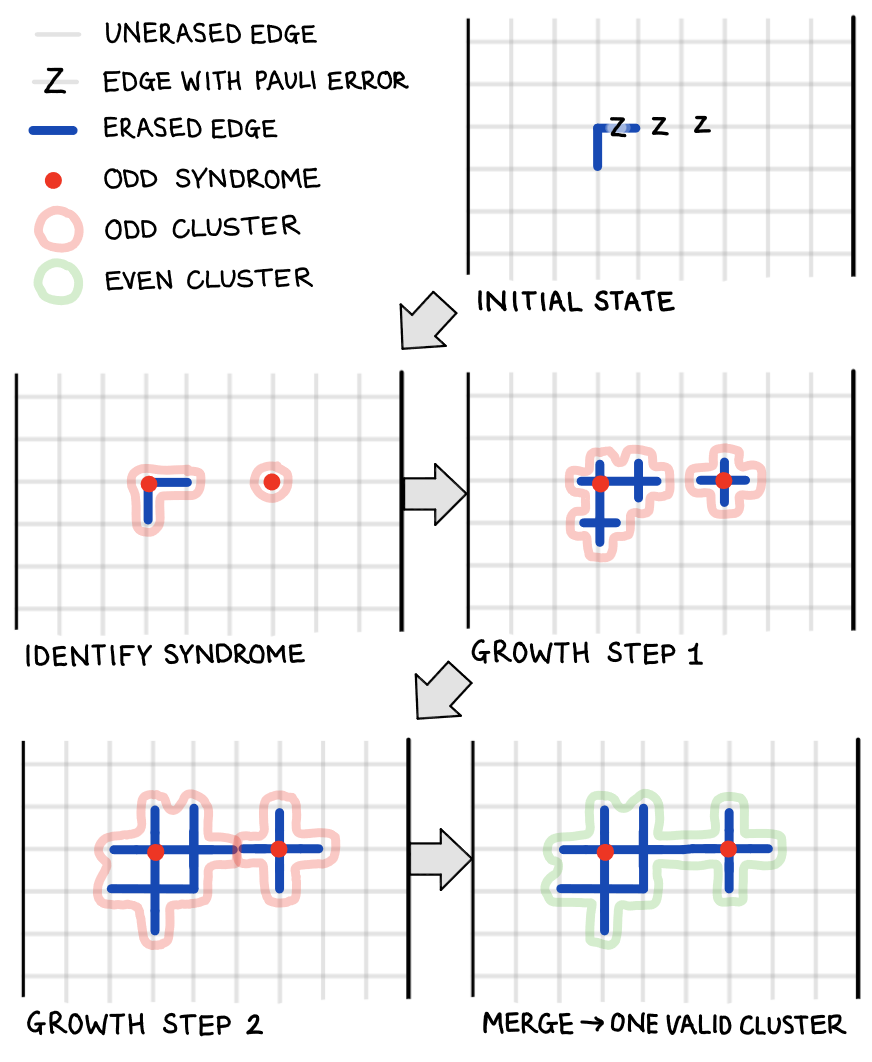 UNERASED EDGE
Z EDGE WITH PAULI ERROR
ERASED EDGE
ODD SYNDROME
ODD CLUSTER
EVEN CLUSTER
Z Z Z
INITIAL STATE
IDENTIFY SYNDROME
GROWTH STEP 1
GROWTH STEP 2
MERGE → ONE VALID CLUSTER